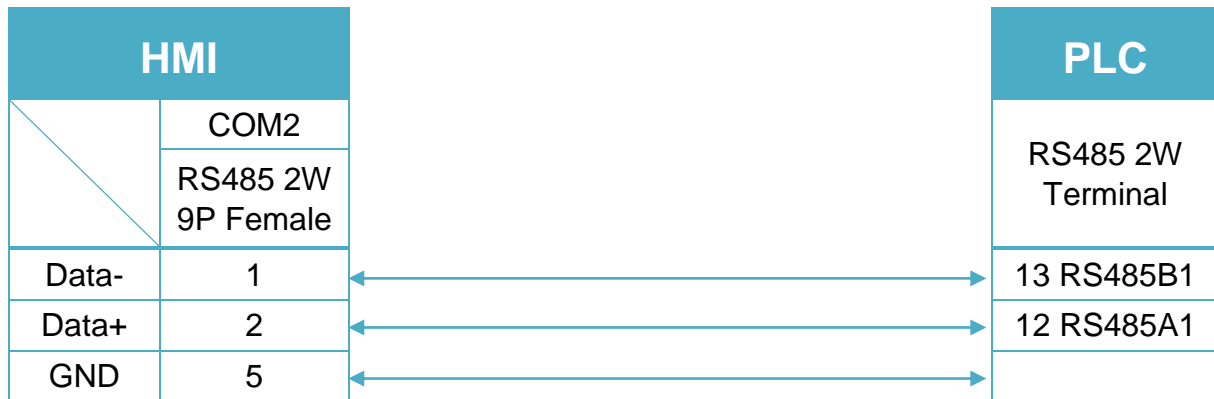 HMI
PLC
COM2
RS485 2W
9P Female
RS485 2W
Terminal
Data- 1 13 RS485B1
Data+ 2 12 RS485A1
GND 5